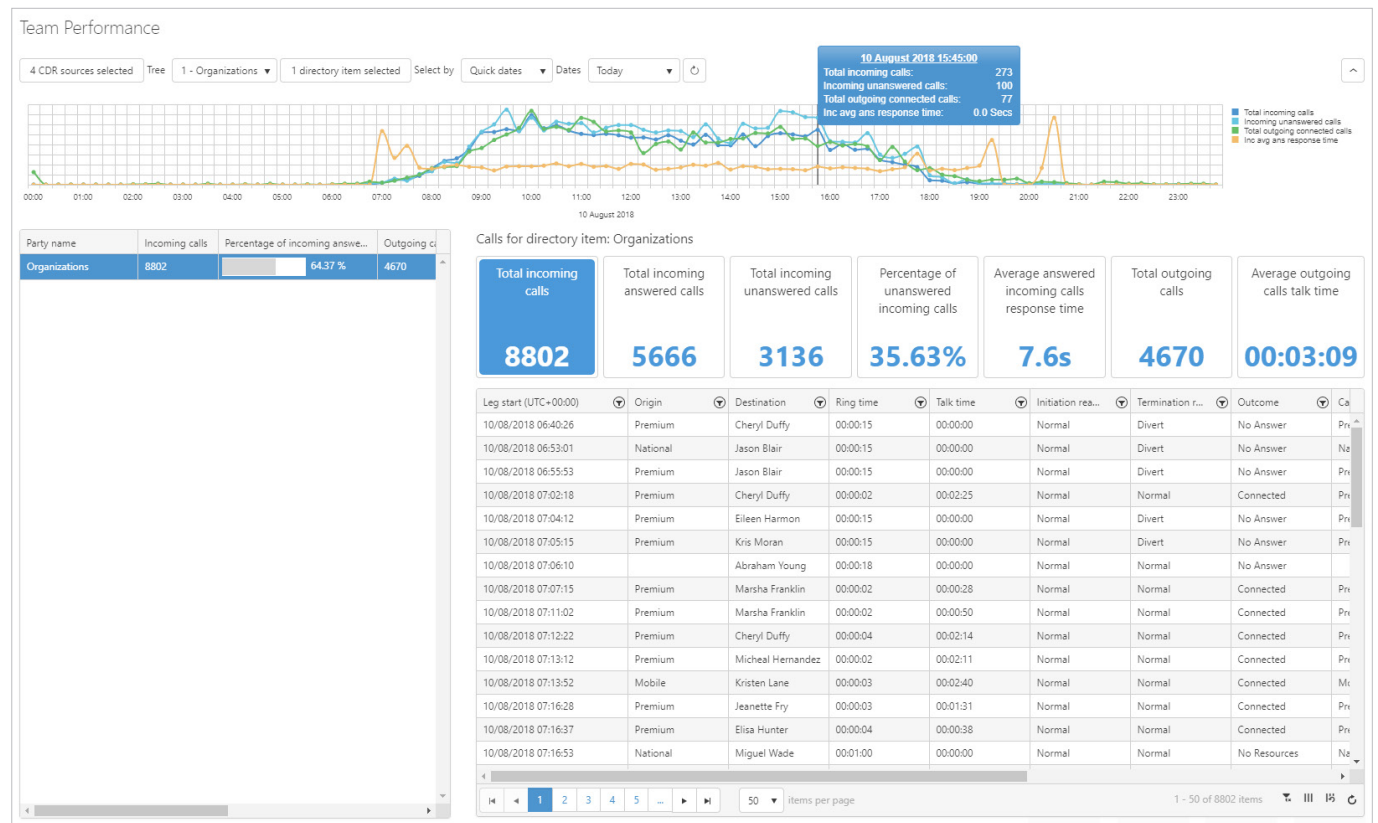 Team Performance
4 CDR sources selected Tree 1 - Organizations 1 directory item selected Select by Quick dates Dates Today
10 August 2018 15:45:00
Total incoming calls: 273
Incoming unanswered calls: 100
Total outgoing connected calls: 77
Inc avg ans response time: 0.0 Secs
Total incoming calls
Incoming unanswered calls
Total outgoing connected calls
Inc avg ans response time
00:00 01:00 02:00 03:00 04:00 05:00 06:00 07:00 08:00 09:00 10:00 11:00 12:00 13:00 14:00 15:00 16:00 17:00 18:00 19:00 20:00 21:00 22:00 23:00
10 August 2018
Party name Incoming calls Percentage of incoming answe... Outgoing ca
Organizations 8802 64.37 % 4670
Calls for directory item: Organizations
Total incoming calls
8802
Total incoming answered calls
5666
Total incoming unanswered calls
3136
Percentage of unanswered incoming calls
35.63%
Average answered incoming calls response time
7.6s
Total outgoing calls
4670
Average outgoing calls talk time
00:03:09
Leg start (UTC+00:00) Origin Destination Ring time Talk time Initiation rea... Termination r... Outcome Ca
10/08/2018 06:40:26 Premium Cheryl Duffy 00:00:15 00:00:00 Normal Divert No Answer Pre
10/08/2018 06:53:01 National Jason Blair 00:00:15 00:00:00 Normal Divert No Answer Na
10/08/2018 06:55:53 Premium Jason Blair 00:00:15 00:00:00 Normal Divert No Answer Pre
10/08/2018 07:02:18 Premium Cheryl Duffy 00:00:02 00:02:25 Normal Normal Connected Pre
10/08/2018 07:04:12 Premium Eileen Harmon 00:00:15 00:00:00 Normal Divert No Answer Pre
10/08/2018 07:05:15 Premium Kris Moran 00:00:15 00:00:00 Normal Divert No Answer Pre
10/08/2018 07:06:10 Abraham Young 00:00:18 00:00:00 Normal Normal No Answer
10/08/2018 07:07:15 Premium Marsha Franklin 00:00:02 00:00:28 Normal Normal Connected Pre
10/08/2018 07:11:02 Premium Marsha Franklin 00:00:02 00:00:50 Normal Normal Connected Pre
10/08/2018 07:12:22 Premium Cheryl Duffy 00:00:04 00:02:14 Normal Normal Connected Pre
10/08/2018 07:13:12 Premium Micheal Hernandez 00:00:02 00:02:11 Normal Normal Connected Pre
10/08/2018 07:13:52 Mobile Kristen Lane 00:00:03 00:02:40 Normal Normal Connected Mo
10/08/2018 07:16:28 Premium Jeanette Fry 00:00:03 00:01:31 Normal Normal Connected Pre
10/08/2018 07:16:37 Premium Elisa Hunter 00:00:04 00:00:38 Normal Normal Connected Pre
10/08/2018 07:16:53 National Miguel Wade 00:01:00 00:00:00 Normal Normal No Resources Na
1 2 3 4 5 ... 50 items per page 1 - 50 of 8802 items